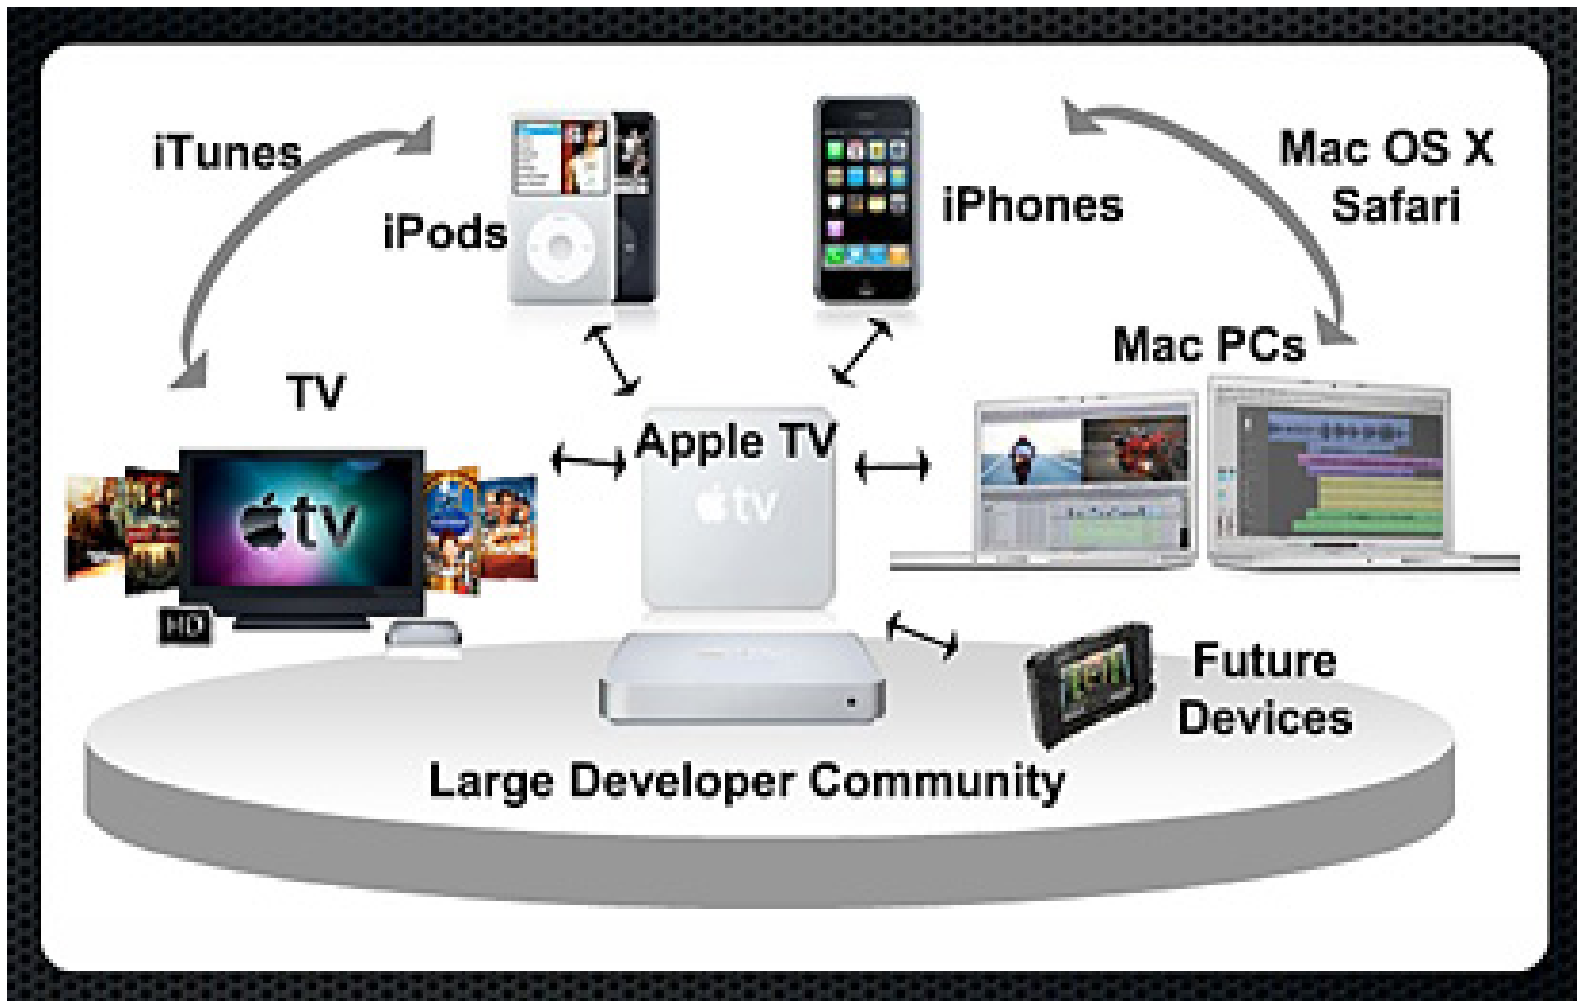 iTunes
iPods
iPhones
Mac OS X
Safari
Mac PCs
TV
Apple TV
tv
tv
HD
Future
Devices
Large Developer Community